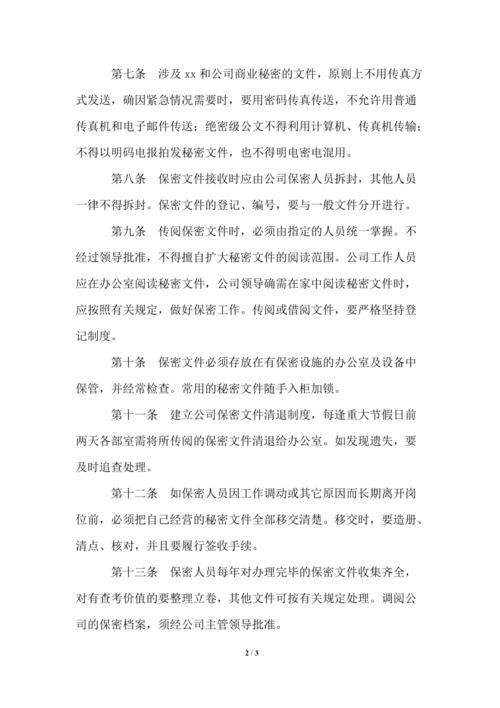 第七条　涉及 xx 和公司商业秘密的文件，原则上不用传真方
式发送，确因紧急情况需要时，要用密码传真传送，不允许用普通
传真机和电子邮件传送；绝密级公文不得利用计算机、传真机传输；
不得以明码电报拍发秘密文件，也不得明电密电混用。
第八条　保密文件接收时应由公司保密人员拆封，其他人员
一律不得拆封。保密文件的登记、编号，要与一般文件分开进行。
第九条　传阅保密文件时，必须由指定的人员统一掌握。不
经过领导批准，不得擅自扩大秘密文件的阅读范围。公司工作人员
应在办公室阅读秘密文件，公司领导确需在家中阅读秘密文件时，
应按照有关规定，做好保密工作。传阅或借阅文件，要严格坚持登
记制度。
第十条　保密文件必须存放在有保密设施的办公室及设备中
保管，并经常检查。常用的秘密文件随手入柜加锁。
第十一条　建立公司保密文件清退制度，每逢重大节假日前
两天各部室需将所传阅的保密文件清退给办公室。如发现遗失，要
及时追查处理。
第十二条　如保密人员因工作调动或其它原因而长期离开岗
位前，必须把自己经营的秘密文件全部移交清楚。移交时，要造册、
清点、核对，并且要履行签收手续。
第十三条　保密人员每年对办理完毕的保密文件收集齐全，
对有查考价值的要整理立卷，其他文件可按有关规定处理。调阅公
司的保密档案，须经公司主管领导批准。
2 / 3